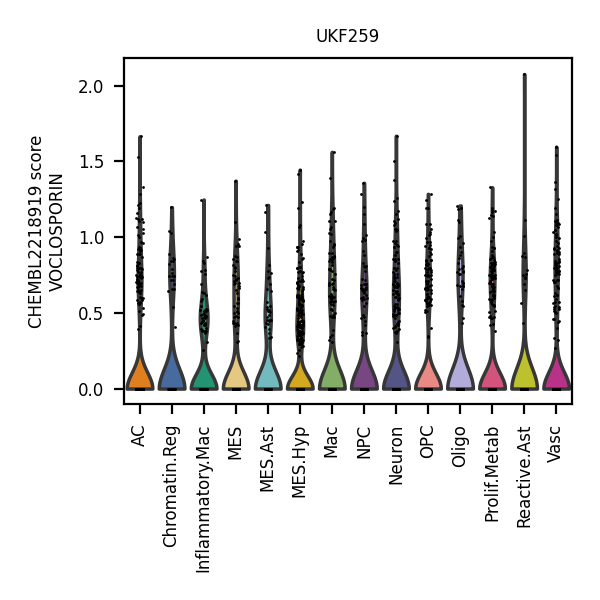 UKF259
CHEMBL2218919 score
VOCLOSPORIN
2.0
1.5
1.0
0.5
0.0
AC
Chromatin.Reg
Inflammatory.Mac
MES
MES.Ast
MES.Hyp
Mac
NPC
Neuron
OPC
Oligo
Prolif.Metab
Reactive.Ast
Vasc